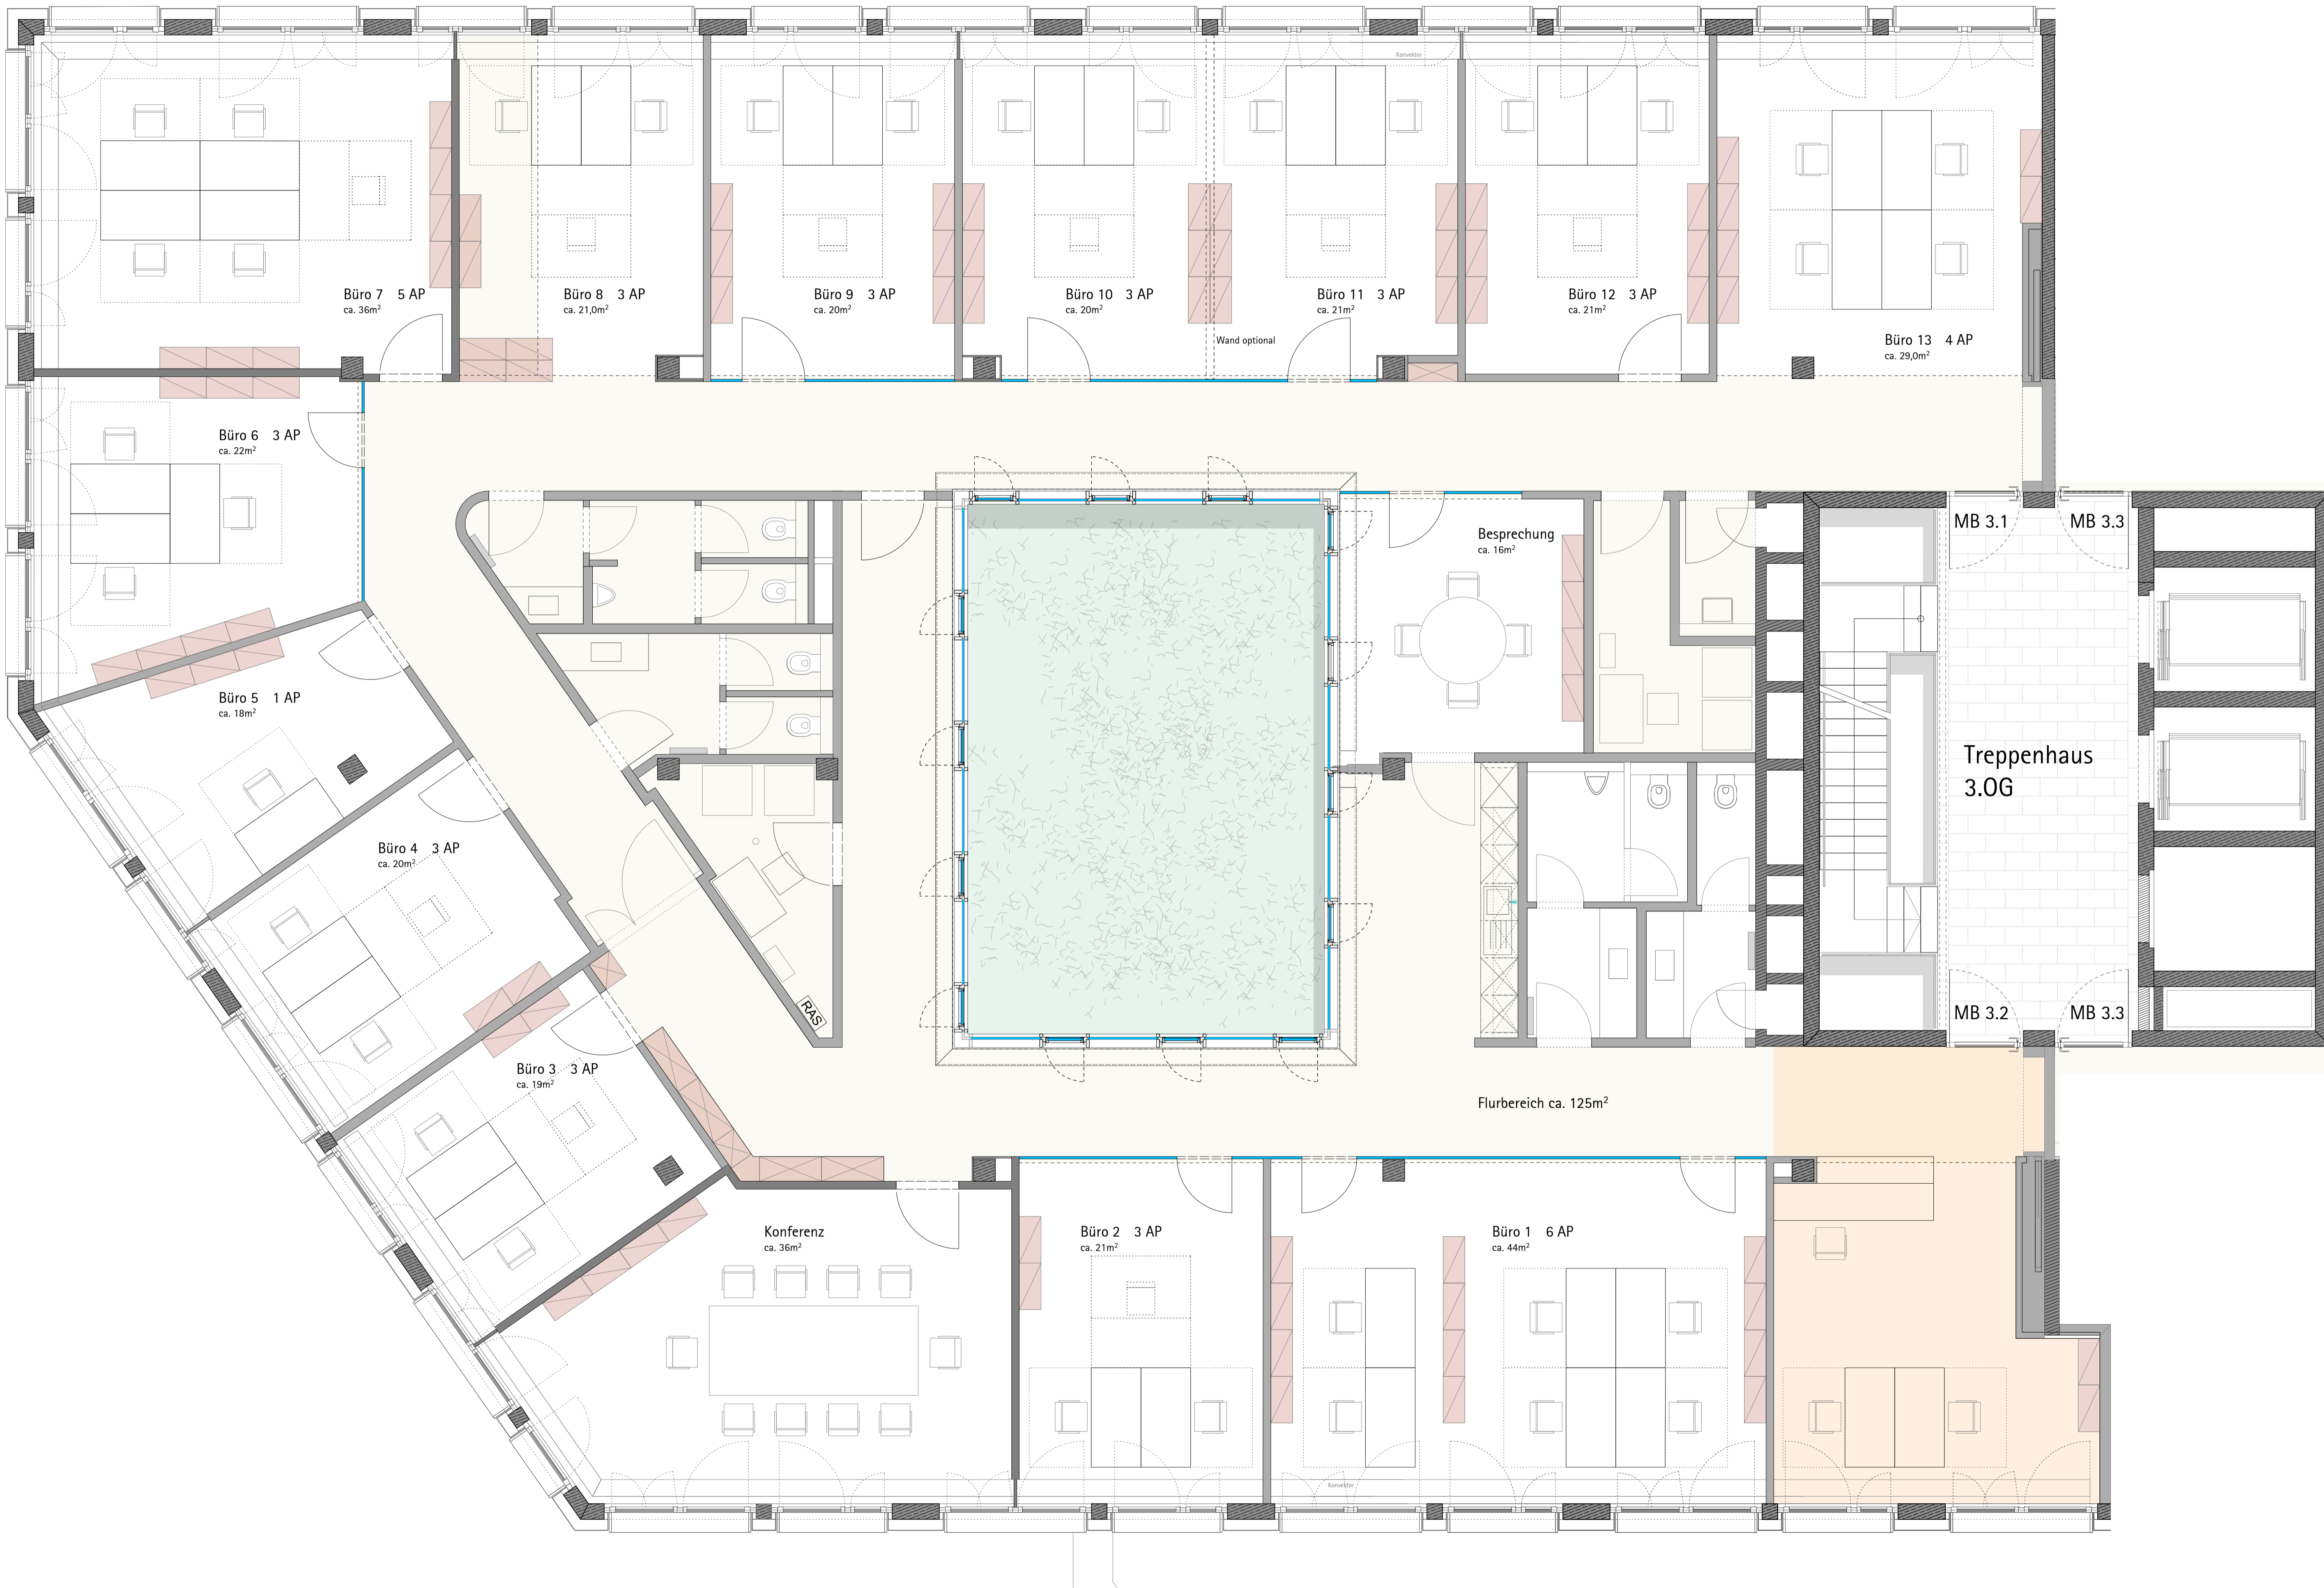 Konvektor
Büro 7 5 AP
ca. 36m²
Büro 8 3 AP
ca. 21,0m²
Büro 9 3 AP
ca. 20m²
Büro 10 3 AP
ca. 20m²
Büro 11 3 AP
ca. 21m²
Büro 12 3 AP
ca. 21m²
Wand optional
Büro 13 4 AP
ca. 29,0m²
Büro 6 3 AP
ca. 22m²
Besprechung
ca. 16m²
MB 3.1
MB 3.3
Büro 5 1 AP
ca. 18m²
Treppenhaus
3.OG
Büro 4 3 AP
ca. 20m²
RAS
MB 3.2
MB 3.3
Büro 3 3 AP
ca. 19m²
Flurbereich ca. 125m²
Konferenz
ca. 36m²
Büro 2 3 AP
ca. 21m²
Büro 1 6 AP
ca. 44m²
Konvektor